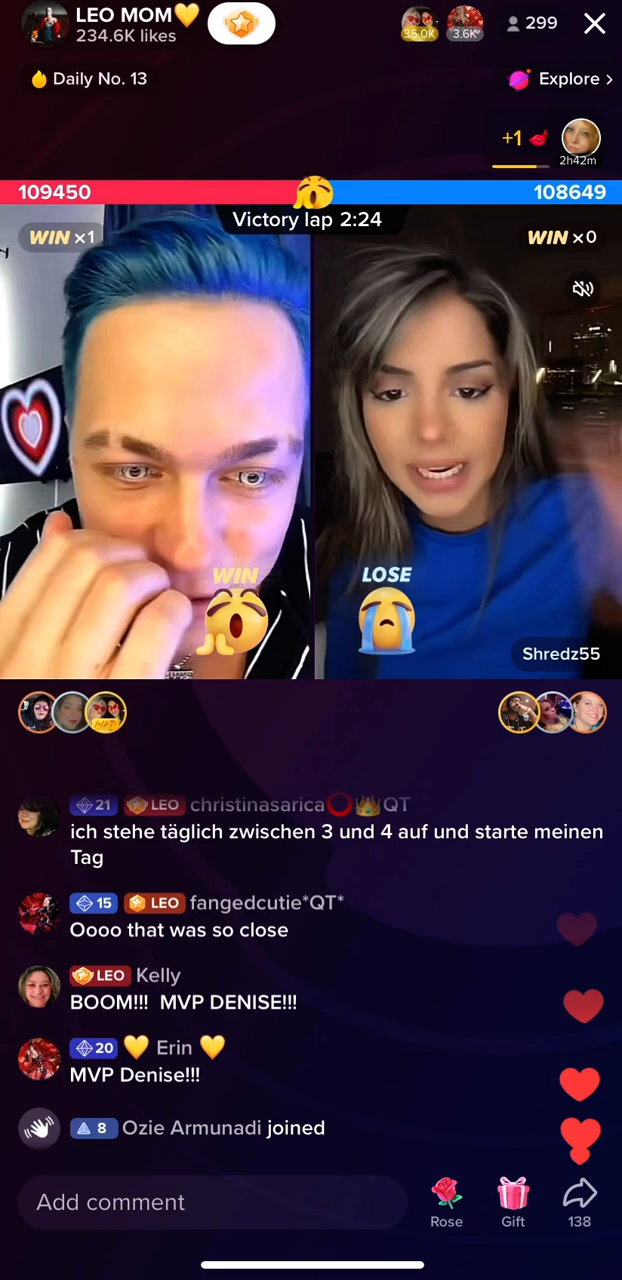 LEO MOM💛
234.6K likes
35.0K
3.6K
299
Daily No. 13
Explore >
+1
2h42m
109450
108649
Victory lap 2:24
WIN x1
WIN x0
WIN
LOSE
Shredz55
21 LEO christinasarica⭕👑QT
ich stehe täglich zwischen 3 und 4 auf und starte meinen
Tag
15 LEO fangedcutie*QT*
Oooo that was so close
LEO Kelly
BOOM!!! MVP DENISE!!!
20 💛 Erin 💛
MVP Denise!!!
8 Ozie Armunadi joined
Add comment
Rose
Gift
138